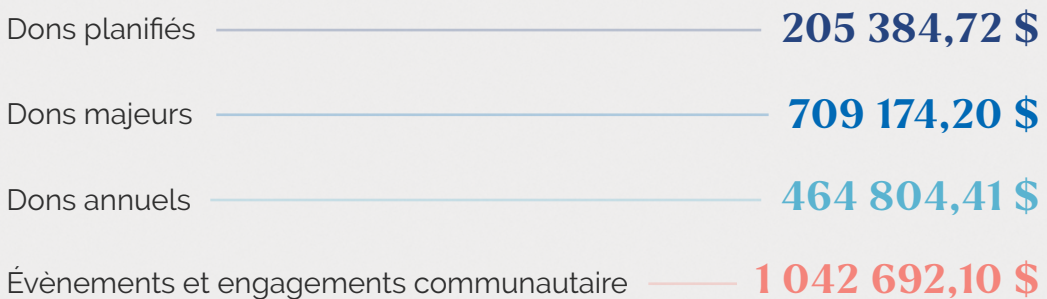 Dons planifiés 205 384,72 $
Dons majeurs 709 174,20 $
Dons annuels 464 804,41 $
Évènements et engagements communautaire 1 042 692,10 $